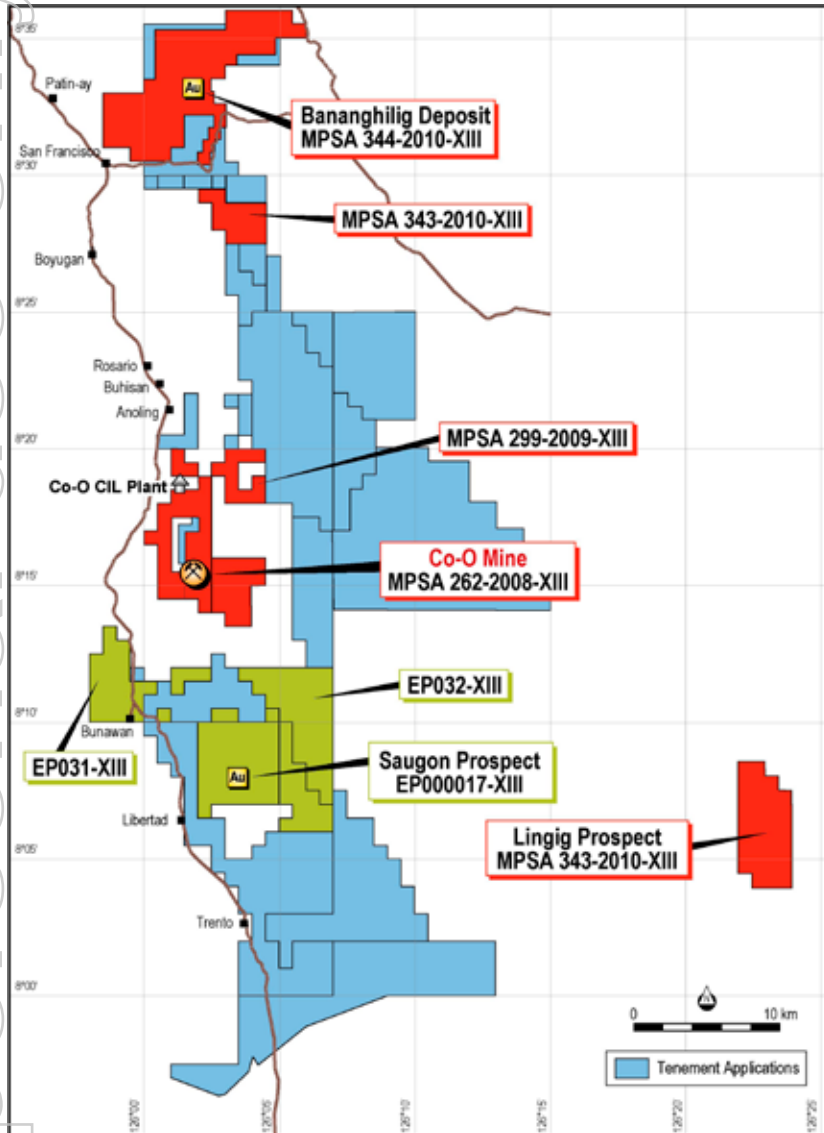 8°35'
Patin-ay
Au
Bananghilig Deposit
MPSA 344-2010-XIII
San Francisco
8°30'
MPSA 343-2010-XIII
Boyugan
8°25'
Rosario
Buhisan
Anoling
8°20'
MPSA 299-2009-XIII
Co-O CIL Plant
Co-O Mine
MPSA 262-2008-XIII
8°15'
EP032-XIII
8°10'
Bunawan
EP031-XIII
Saugon Prospect
EP000017-XIII
Au
Libertad
Lingig Prospect
MPSA 343-2010-XIII
8°05'
Trento
8°00'
N
0 10 km
Tenement Applications
126°00'
126°05'
126°10'
126°15'
126°20'
126°25'